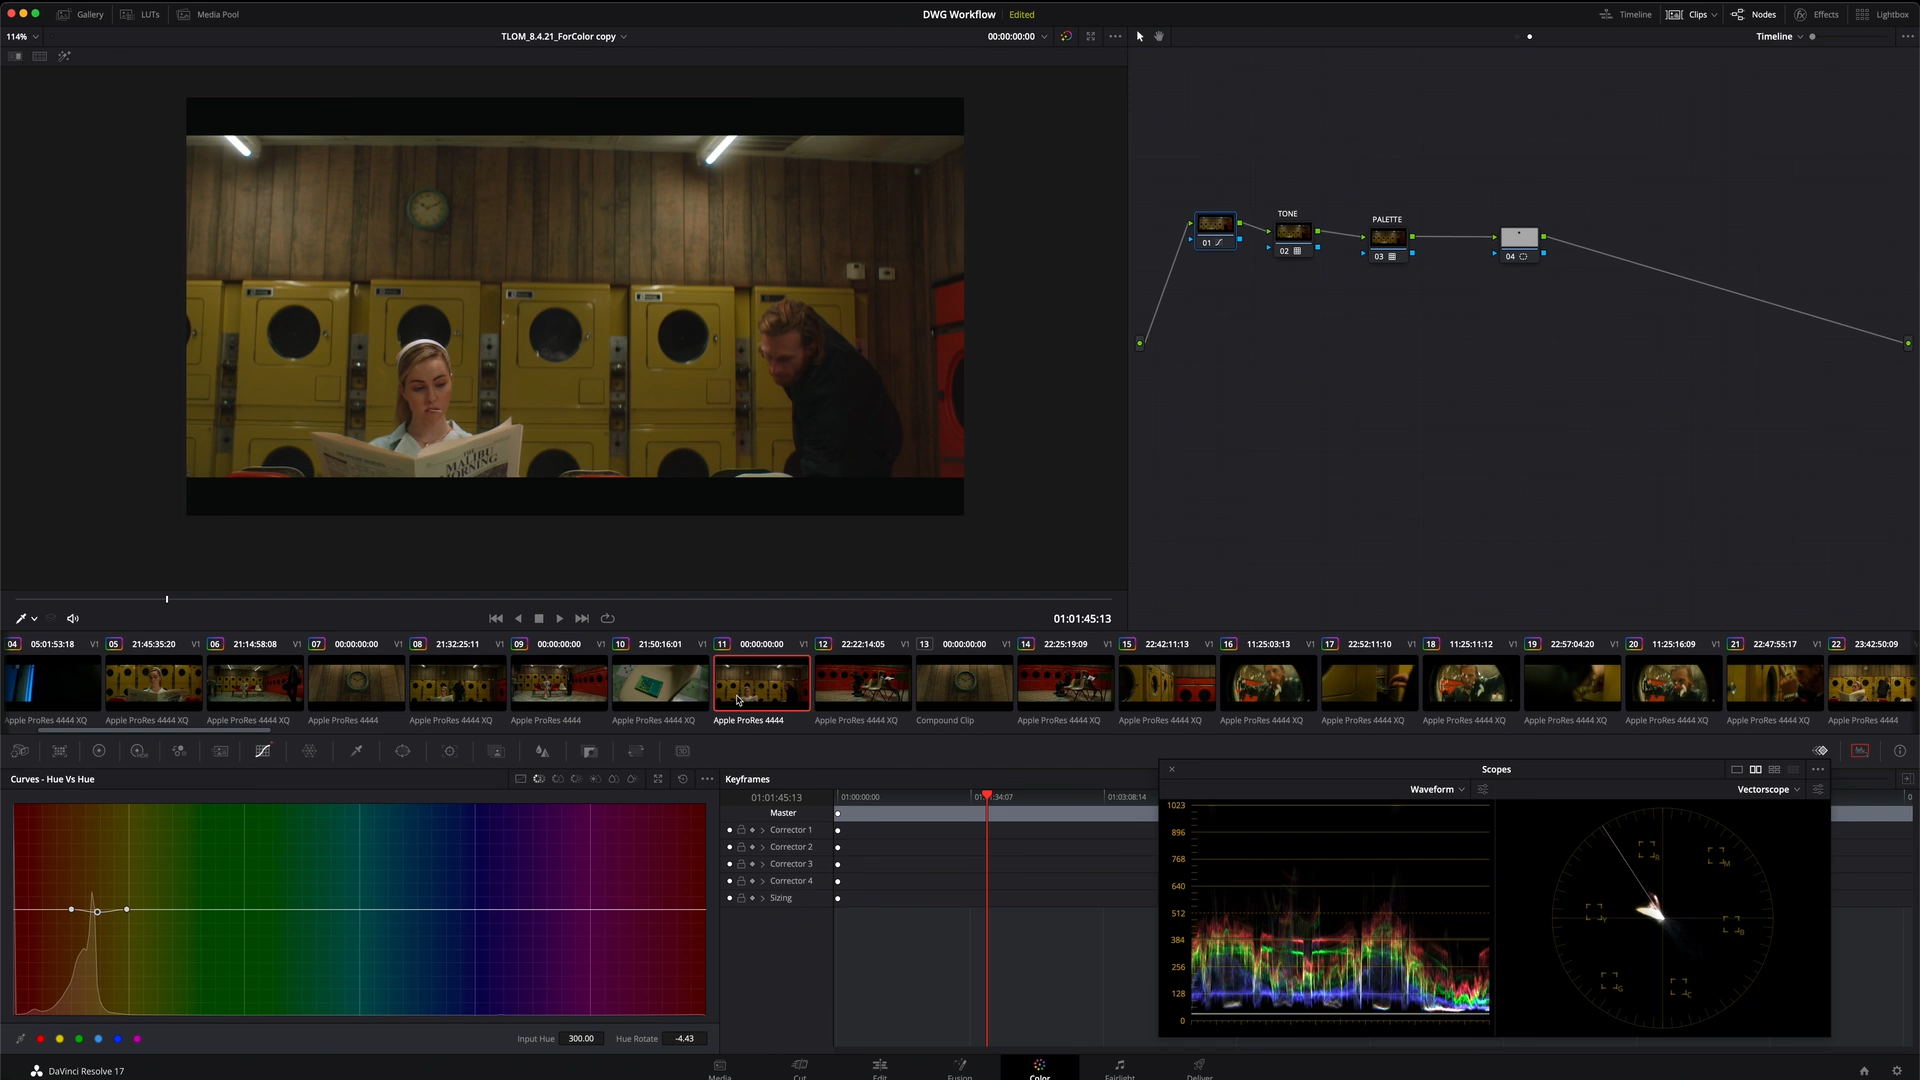 Gallery LUTs Media Pool DWG Workflow Edited Timeline Clips Nodes Effects Lightbox
114% TLOM_8.4.21_ForColor copy 00:00:00:00 Timeline
THE
MALIBU
MORNING
TONE
PALETTE
01 02 03 04
01:01:45:13
04 05:01:53:18 V1 05 21:45:35:20 V1 06 21:14:58:08 V1 07 00:00:00:00 V1 08 21:32:25:11 V1 09 00:00:00:00 V1 10 21:50:16:01 V1 11 00:00:00:00 V1 12 22:22:14:05 V1 13 00:00:00:00 V1 14 22:25:19:09 V1 15 22:42:11:13 V1 16 11:25:03:13 V1 17 22:52:11:10 V1 18 11:25:11:12 V1 19 22:57:04:20 V1 20 11:25:16:09 V1 21 22:47:55:17 V1 22 23:42:50:09
Apple ProRes 4444 XQ Apple ProRes 4444 XQ Apple ProRes 4444 XQ Apple ProRes 4444 Apple ProRes 4444 XQ Apple ProRes 4444 Apple ProRes 4444 XQ Apple ProRes 4444 Apple ProRes 4444 XQ Compound Clip Apple ProRes 4444 XQ Apple ProRes 4444 XQ Apple ProRes 4444 XQ Apple ProRes 4444 XQ Apple ProRes 4444 XQ Apple ProRes 4444 XQ Apple ProRes 4444 XQ Apple ProRes 4444 XQ Apple ProRes 4444
Curves - Hue Vs Hue
Input Hue 300.00 Hue Rotate -4.43
Keyframes
01:01:45:13 01:00:00:00 01:03:08:14
Master
Corrector 1
Corrector 2
Corrector 3
Corrector 4
Sizing
Scopes
Waveform Vectorscope
1023
896
768
640
512
384
256
128
0
R
M
Y
B
G
C
DaVinci Resolve 17
Media Cut Edit Fusion Color Fairlight Deliver